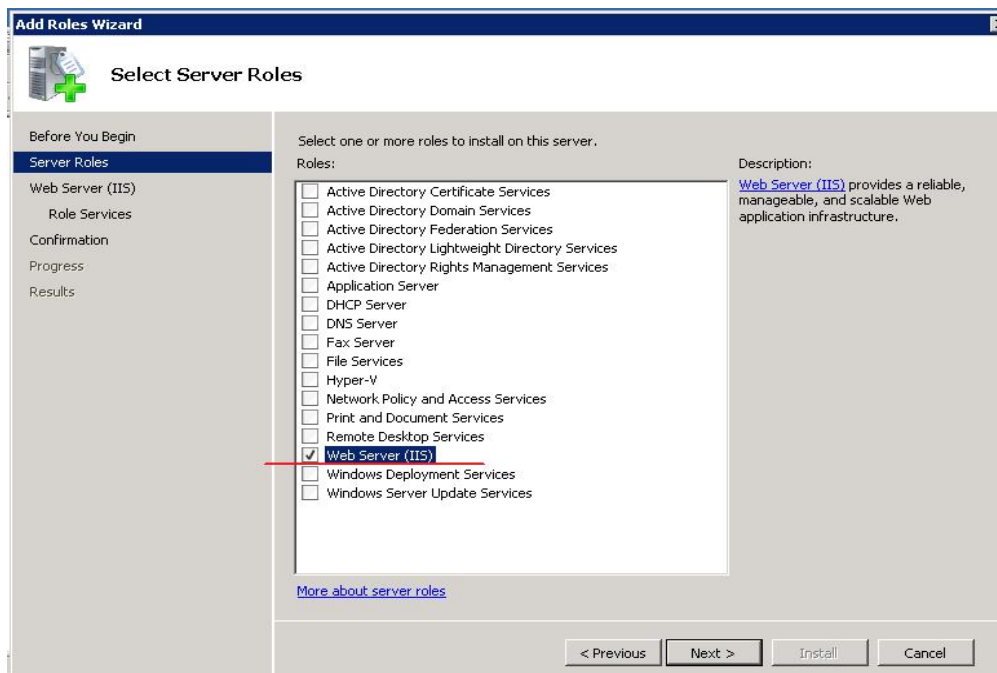 Add Roles Wizard
Select Server Roles
Before You Begin
Server Roles
Web Server (IIS)
Role Services
Confirmation
Progress
Results
Select one or more roles to install on this server.
Roles:
Active Directory Certificate Services
Active Directory Domain Services
Active Directory Federation Services
Active Directory Lightweight Directory Services
Active Directory Rights Management Services
Application Server
DHCP Server
DNS Server
Fax Server
File Services
Hyper-V
Network Policy and Access Services
Print and Document Services
Remote Desktop Services
Web Server (IIS)
Windows Deployment Services
Windows Server Update Services
More about server roles
Description:
Web Server (IIS) provides a reliable,
manageable, and scalable Web
application infrastructure.
< Previous
Next >
Install
Cancel